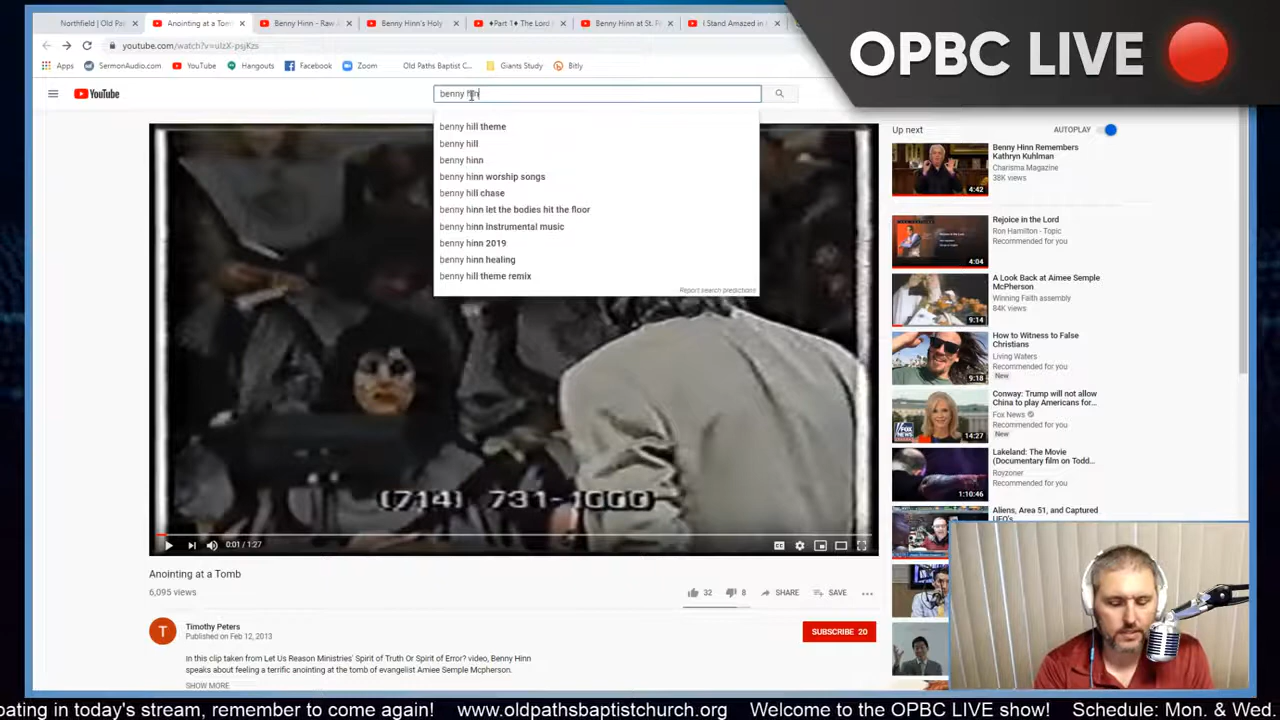 Northfield | Old Pa
Anointing at a Tomb
Benny Hinn - Raw A
Benny Hinn's Holy
♦Part 1♦ The Lord
Benny Hinn at St.
I Stand Amazed in
OPBC LIVE
youtube.com/watch?v=
Apps
SermonAudio.com
YouTube
Hangouts
Facebook
Zoom
Old Paths Baptist C...
Giants Study
Bitly
YouTube
benny hin
benny hill theme
benny hill
benny hinn
benny hinn worship songs
benny hill chase
benny hinn let the bodies hit the floor
benny hinn instrumental music
benny hinn 2019
benny hinn healing
benny hill theme remix
Report search predictions
(714) 731-1000
0:01 / 1:27
Anointing at a Tomb
6,095 views
32
8
SHARE
SAVE
T
Timothy Peters
Published on Feb 12, 2013
SUBSCRIBE 20
In this clip taken from Let Us Reason Ministries' Spirit of Truth Or Spirit of Error? video, Benny Hinn
speaks about feeling a terrific anointing at the tomb of evangelist Amiee Semple Mcpherson.
SHOW MORE
Up next
AUTOPLAY
Benny Hinn Remembers
Kathryn Kuhlman
Charisma Magazine
38K views
4:42
Rejoice in the Lord
Ron Hamilton - Topic
Recommended for you
4:04
A Look Back at Aimee Semple
McPherson
Winning Faith assembly
84K views
9:14
How to Witness to False
Christians
Living Waters
Recommended for you
New
9:18
Conway: Trump will not allow
China to play Americans for...
Fox News
Recommended for you
New
14:27
Lakeland: The Movie
(Documentary film on Todd...
Royzoner
Recommended for you
1:10:46
Aliens, Area 51, and Captured
UFO's
pating in today's stream, remember to come again! www.oldpathsbaptistchurch.org Welcome to the OPBC LIVE show! Schedule: Mon. & Wed.